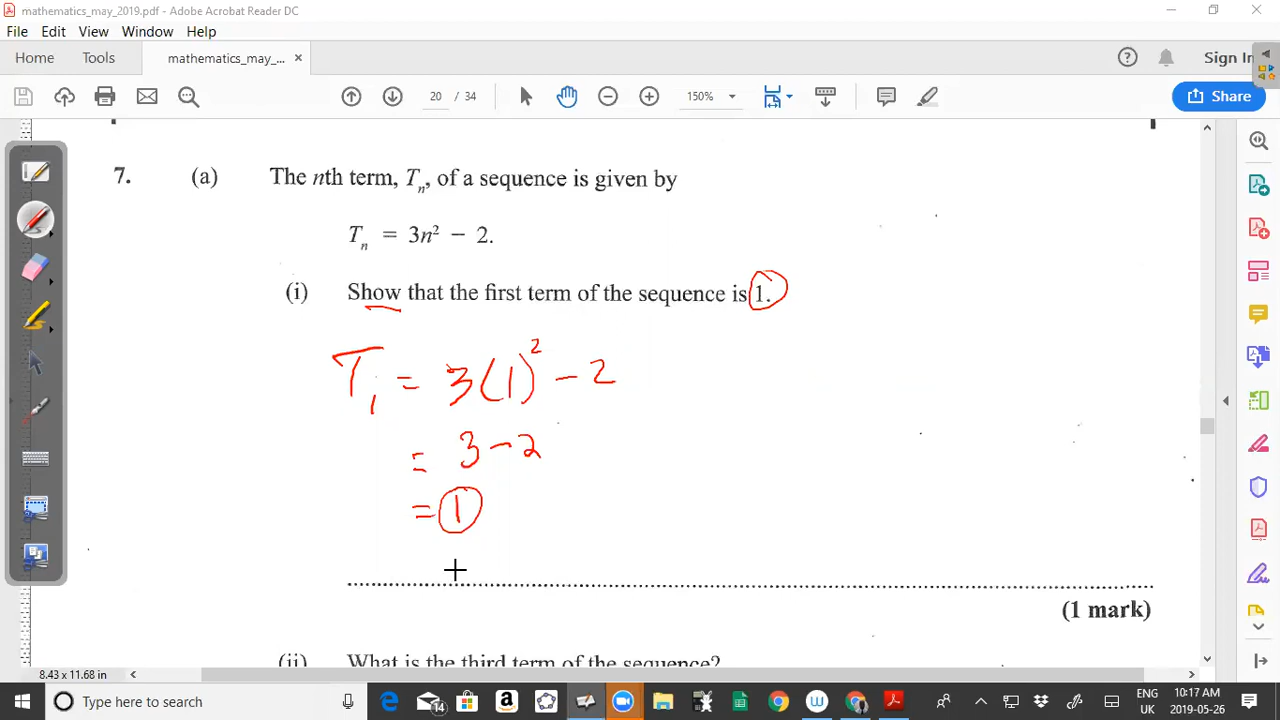 mathematics_may_2019.pdf - Adobe Acrobat Reader DC
File Edit View Window Help
Home Tools mathematics_may_... × Sign In
20 / 34 150% Share
7. (a) The nth term, Tₙ, of a sequence is given by
Tₙ = 3n² − 2.
(i) Show that the first term of the sequence is 1.
T₁ = 3(1)² − 2
= 3 − 2
= 1
(1 mark)
(ii) What is the third term of the sequence?
8.43 x 11.68 in
Type here to search 14 ENG 10:17 AM
UK 2019-05-26